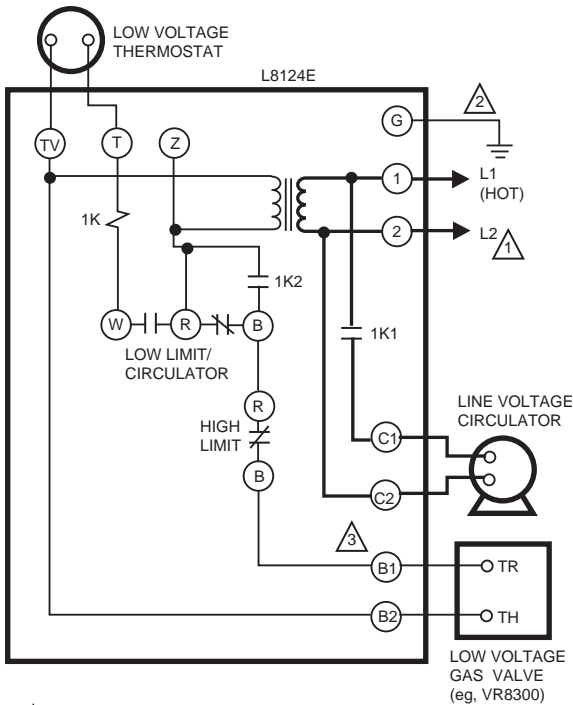 LOW VOLTAGE
THERMOSTAT
L8124E
2
G
TV
T
Z
1
L1
(HOT)
1K
2
L2
1
1K2
W
R
B
1K1
LOW LIMIT/
CIRCULATOR
R
LINE VOLTAGE
CIRCULATOR
HIGH
LIMIT
C1
B
C2
3
B1
TR
B2
TH
LOW VOLTAGE
GAS VALVE
(eg, VR8300)